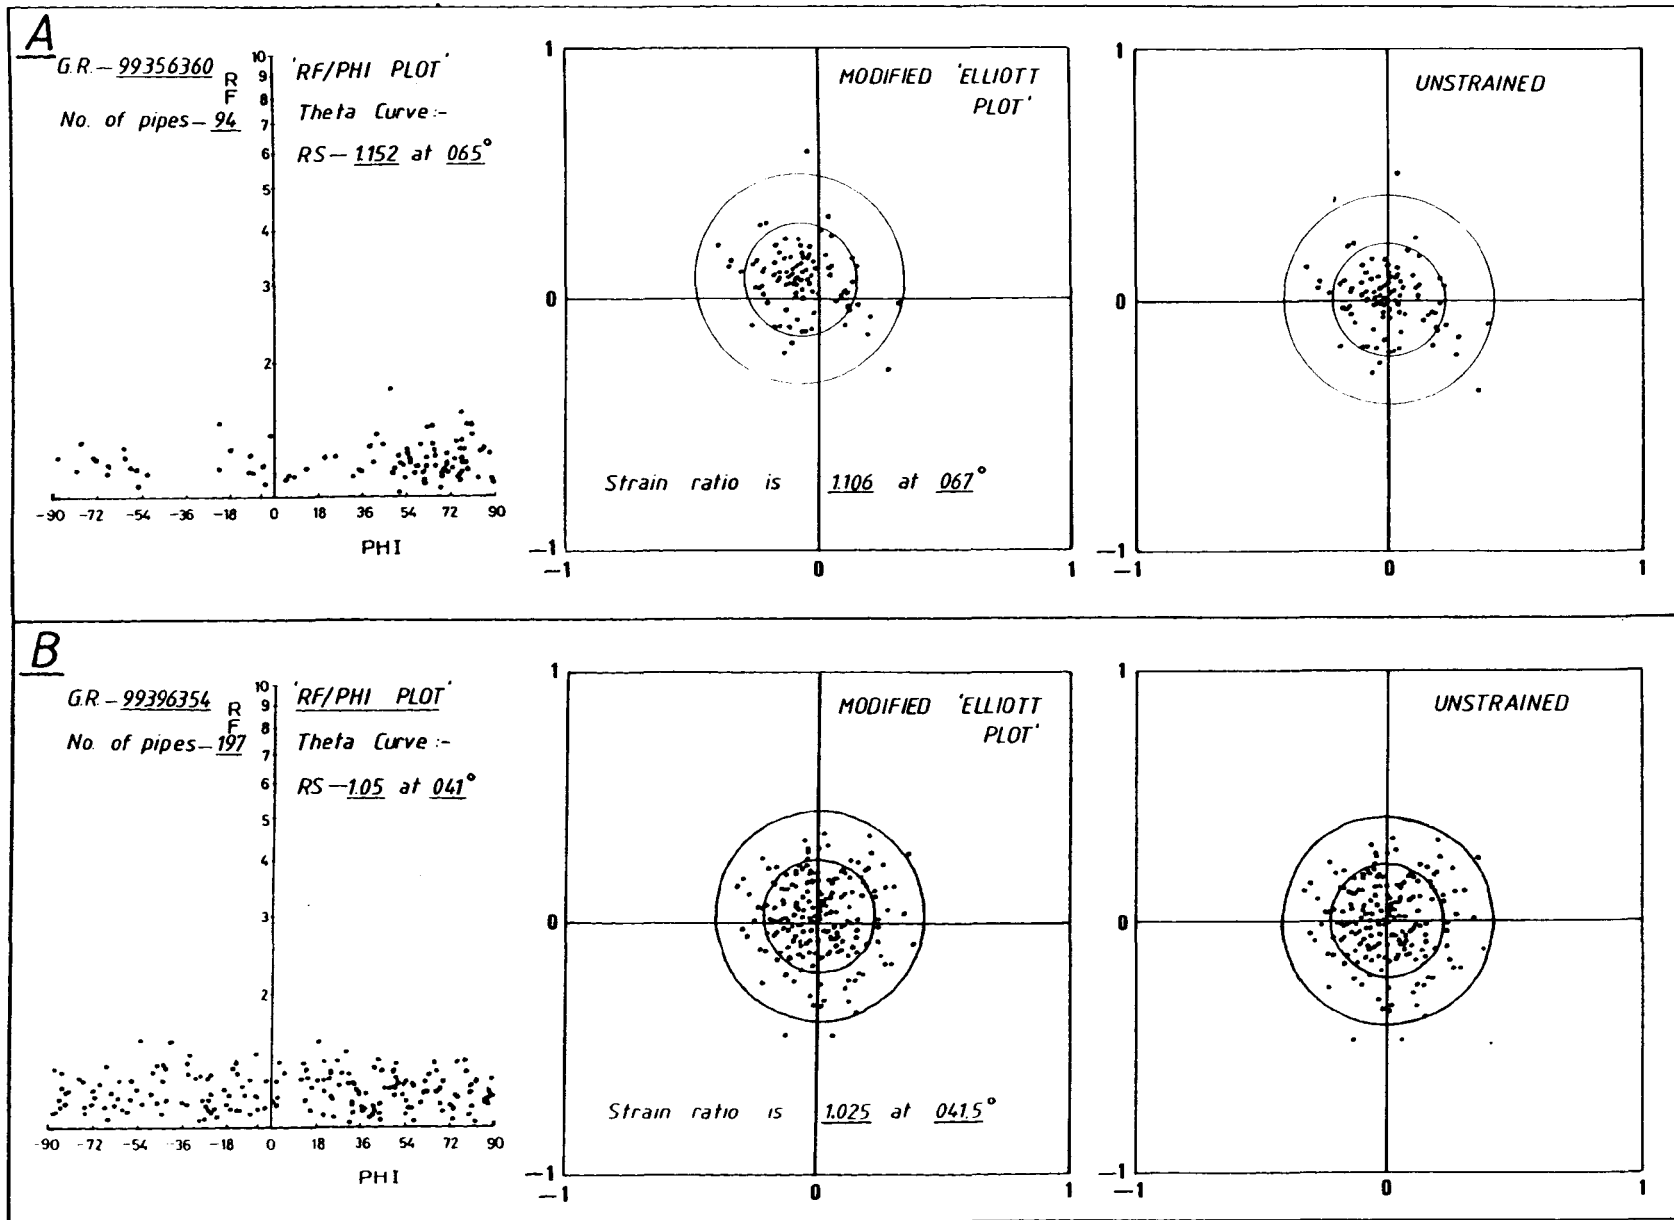 A
G.R.— 99356360
No. of pipes— 94
RF
'RF/PHI PLOT'
Theta Curve:-
RS— 1.152 at 065°
10
9
8
7
6
5
4
3
2
-90 -72 -54 -36 -18 0 18 36 54 72 90
PHI
MODIFIED 'ELLIOTT
PLOT'
1
0
-1
-1 0 1
Strain ratio is 1.106 at 067°
UNSTRAINED
1
0
-1
-1 0 1
B
G.R.— 99396354
No. of pipes— 197
RF
'RF/PHI PLOT'
Theta Curve:-
RS— 1.05 at 041°
10
9
8
7
6
5
4
3
2
-90 -72 -54 -36 -18 0 18 36 54 72 90
PHI
MODIFIED 'ELLIOTT
PLOT'
1
0
-1
-1 0 1
Strain ratio is 1.025 at 041.5°
UNSTRAINED
1
0
-1
-1 0 1